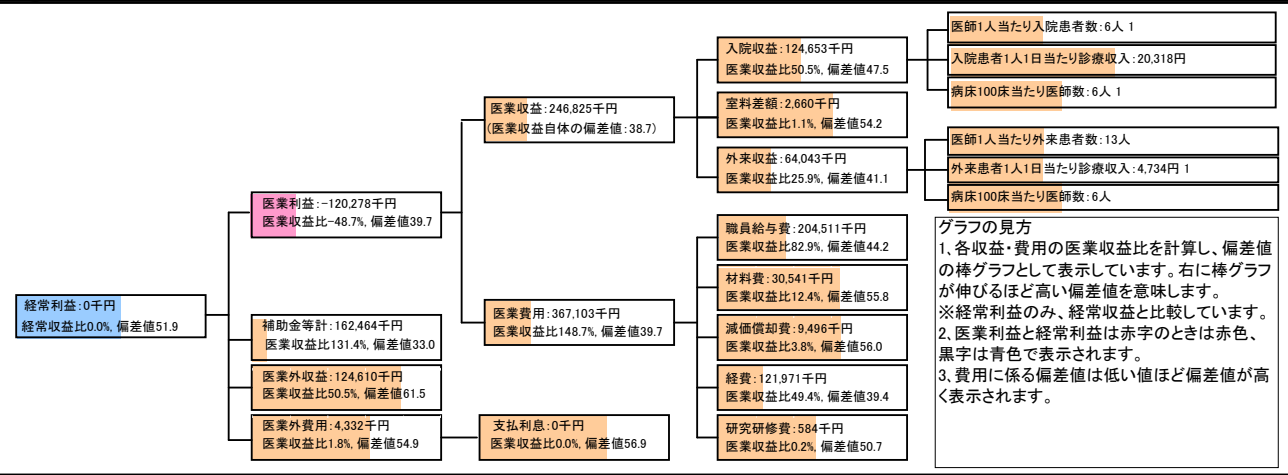 経常利益:0千円
経常収比0.0%, 偏差値51.9
医業利益:-120,278千円
医業収益比-48.7%, 偏差値39.7
補助金等計:162,464千円
医業収益比131.4%, 偏差値33.0
医業外収益:124,610千円
医業収益比50.5%, 偏差値61.5
医業外費用:4,332千円
医業収益比1.8%, 偏差値54.9
医業収益:246,825千円
(医業収益自体の偏差値:38.7)
医業費用:367,103千円
医業収益比148.7%, 偏差値39.7
支払利息:0千円
医業収益比0.0%, 偏差値56.9
入院収益:124,653千円
医業収益比50.5%, 偏差値47.5
室料差額:2,660千円
医業収益比1.1%, 偏差値54.2
外来収益:64,043千円
医業収益比25.9%, 偏差値41.1
職員給与費:204,511千円
医業収益比82.9%, 偏差値44.2
材料費:30,541千円
医業収益比12.4%, 偏差値55.8
減価償却費:9,496千円
医業収益比3.8%, 偏差値56.0
経費:121,971千円
医業収益比49.4%, 偏差値39.4
研究研修費:584千円
医業収益比0.2%, 偏差値50.7
医師1人当たり入院患者数:6人 1
入院患者1人1日当たり診療収入:20,318円
病床100床当たり医師数:6人 1
医師1人当たり外来患者数:13人
外来患者1人1日当たり診療収入:4,734円 1
病床100床当たり医師数:6人
グラフの見方
1、各収益・費用の医業収益比を計算し、偏差値
の棒グラフとして表示しています。右に棒グラフ
が伸びるほど高い偏差値を意味します。
※経常利益のみ、経常収益と比較しています。
2、医業利益と経常利益は赤字のときは赤色、
黒字は青色で表示されます。
3、費用に係る偏差値は低い値ほど偏差値が高
く表示されます。